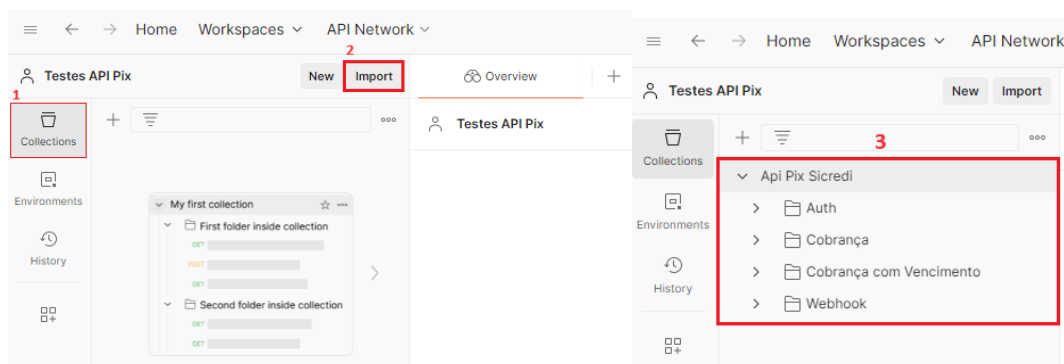 Home Workspaces API Network
2
Testes API Pix New Import Overview
1
Collections
Testes API Pix
Environments
My first collection
First folder inside collection
GET
POST
GET
History
Second folder inside collection
GET
GET
Home Workspaces API Network
Testes API Pix New Import
Collections
3
Api Pix Sicredi
Auth
Environments
Cobrança
Cobrança com Vencimento
History
Webhook